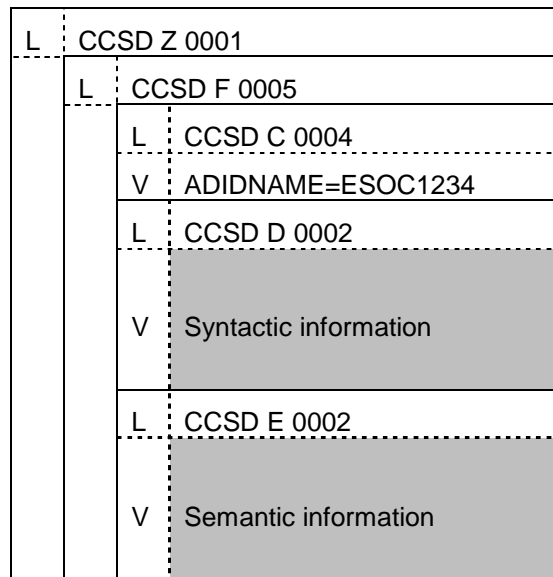 L CCSD Z 0001
L CCSD F 0005
L CCSD C 0004
V ADIDNAME=ESOC1234
L CCSD D 0002
V Syntactic information
L CCSD E 0002
V Semantic information